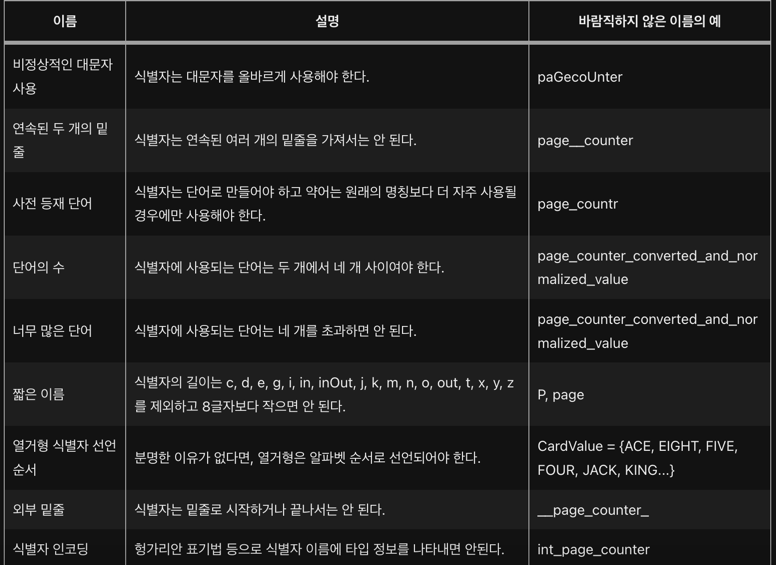 이름 설명 바람직하지 않은 이름의 예
비정상적인 대문자
사용
식별자는 대문자를 올바르게 사용해야 한다.
paGecoUnter
연속된 두 개의 밑
줄
식별자는 연속된 여러 개의 밑줄을 가져서는 안 된다.
page__counter
사전 등재 단어
식별자는 단어로 만들어야 하고 약어는 원래의 명칭보다 더 자주 사용될
경우에만 사용해야 한다.
page_countr
단어의 수
식별자에 사용되는 단어는 두 개에서 네 개 사이여야 한다.
page_counter_converted_and_nor
malized_value
너무 많은 단어
식별자에 사용되는 단어는 네 개를 초과하면 안 된다.
page_counter_converted_and_nor
malized_value
짧은 이름
식별자의 길이는 c, d, e, g, i, in, inOut, j, k, m, n, o, out, t, x, y, z
를 제외하고 8글자보다 작으면 안 된다.
P, page
열거형 식별자 선언
순서
분명한 이유가 없다면, 열거형은 알파벳 순서로 선언되어야 한다.
CardValue = {ACE, EIGHT, FIVE,
FOUR, JACK, KING...}
외부 밑줄
식별자는 밑줄로 시작하거나 끝나서는 안 된다.
__page_counter_
식별자 인코딩
헝가리안 표기법 등으로 식별자 이름에 타입 정보를 나타내면 안된다.
int_page_counter